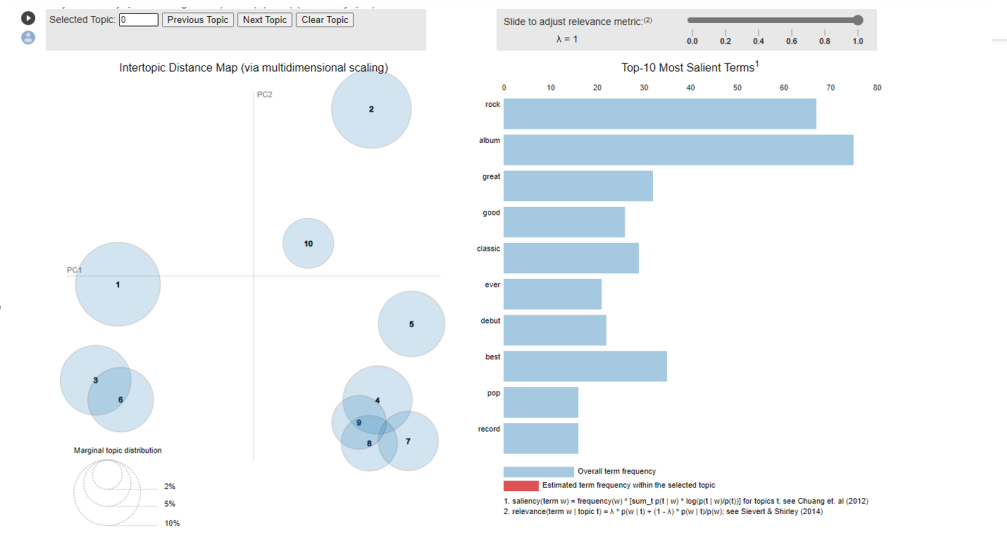 Selected Topic: 0 Previous Topic Next Topic Clear Topic
Slide to adjust relevance metric:(2)
λ = 1
0.0 0.2 0.4 0.6 0.8 1.0
Intertopic Distance Map (via multidimensional scaling)
PC2
PC1
2
10
1
5
3
6
4
9
8
7
Marginal topic distribution
2%
5%
10%
Top-10 Most Salient Terms1
0 10 20 30 40 50 60 70 80
rock
album
great
good
classic
ever
debut
best
pop
record
Overall term frequency
Estimated term frequency within the selected topic
1. saliency(term w) = frequency(w) * [sum_t p(t | w) * log(p(t | w)/p(t))] for topics t; see Chuang et. al (2012)
2. relevance(term w | topic t) = λ * p(w | t) + (1 - λ) * p(w | t)/p(w); see Sievert & Shirley (2014)